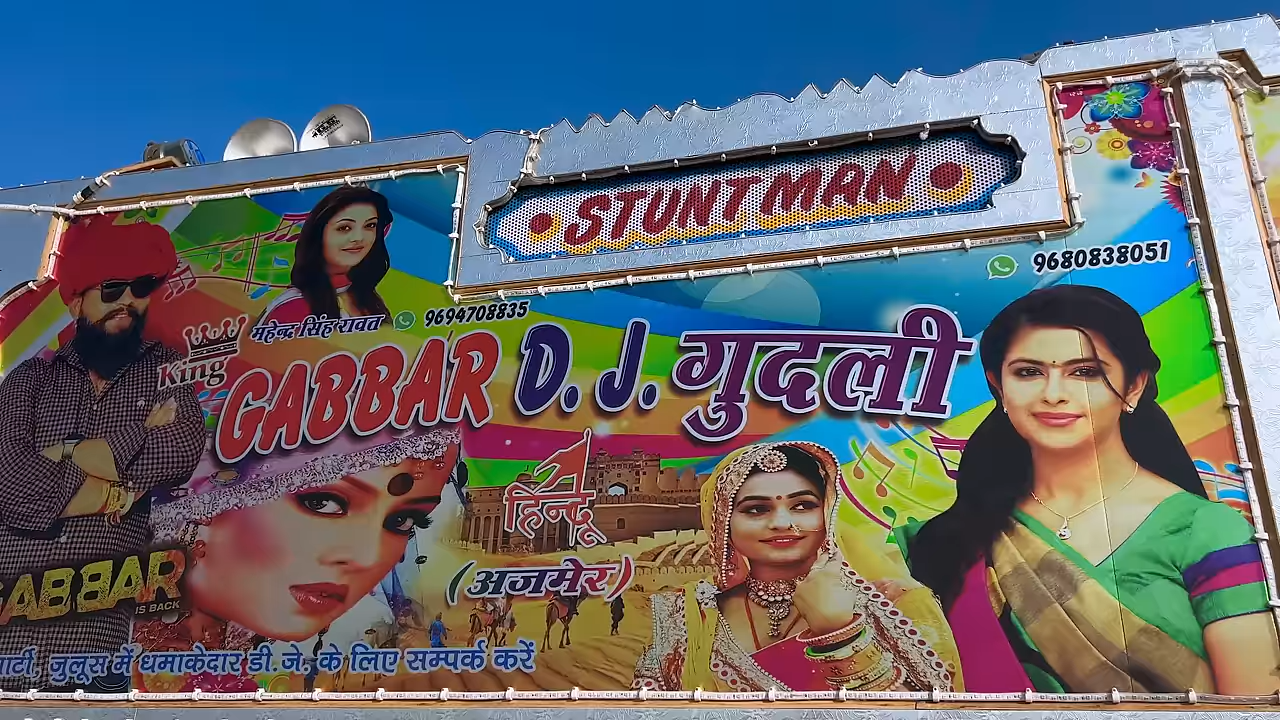 STUNTMAN
9680838051
महेन्द्र सिंह रावत 9694708835
King
GABBAR D.J. गुदली
हिन्दू
(अजमेर)
GABBAR
IS BACK
पार्टी, जुलूस में धमाकेदार डी.जे. के लिए सम्पर्क करें